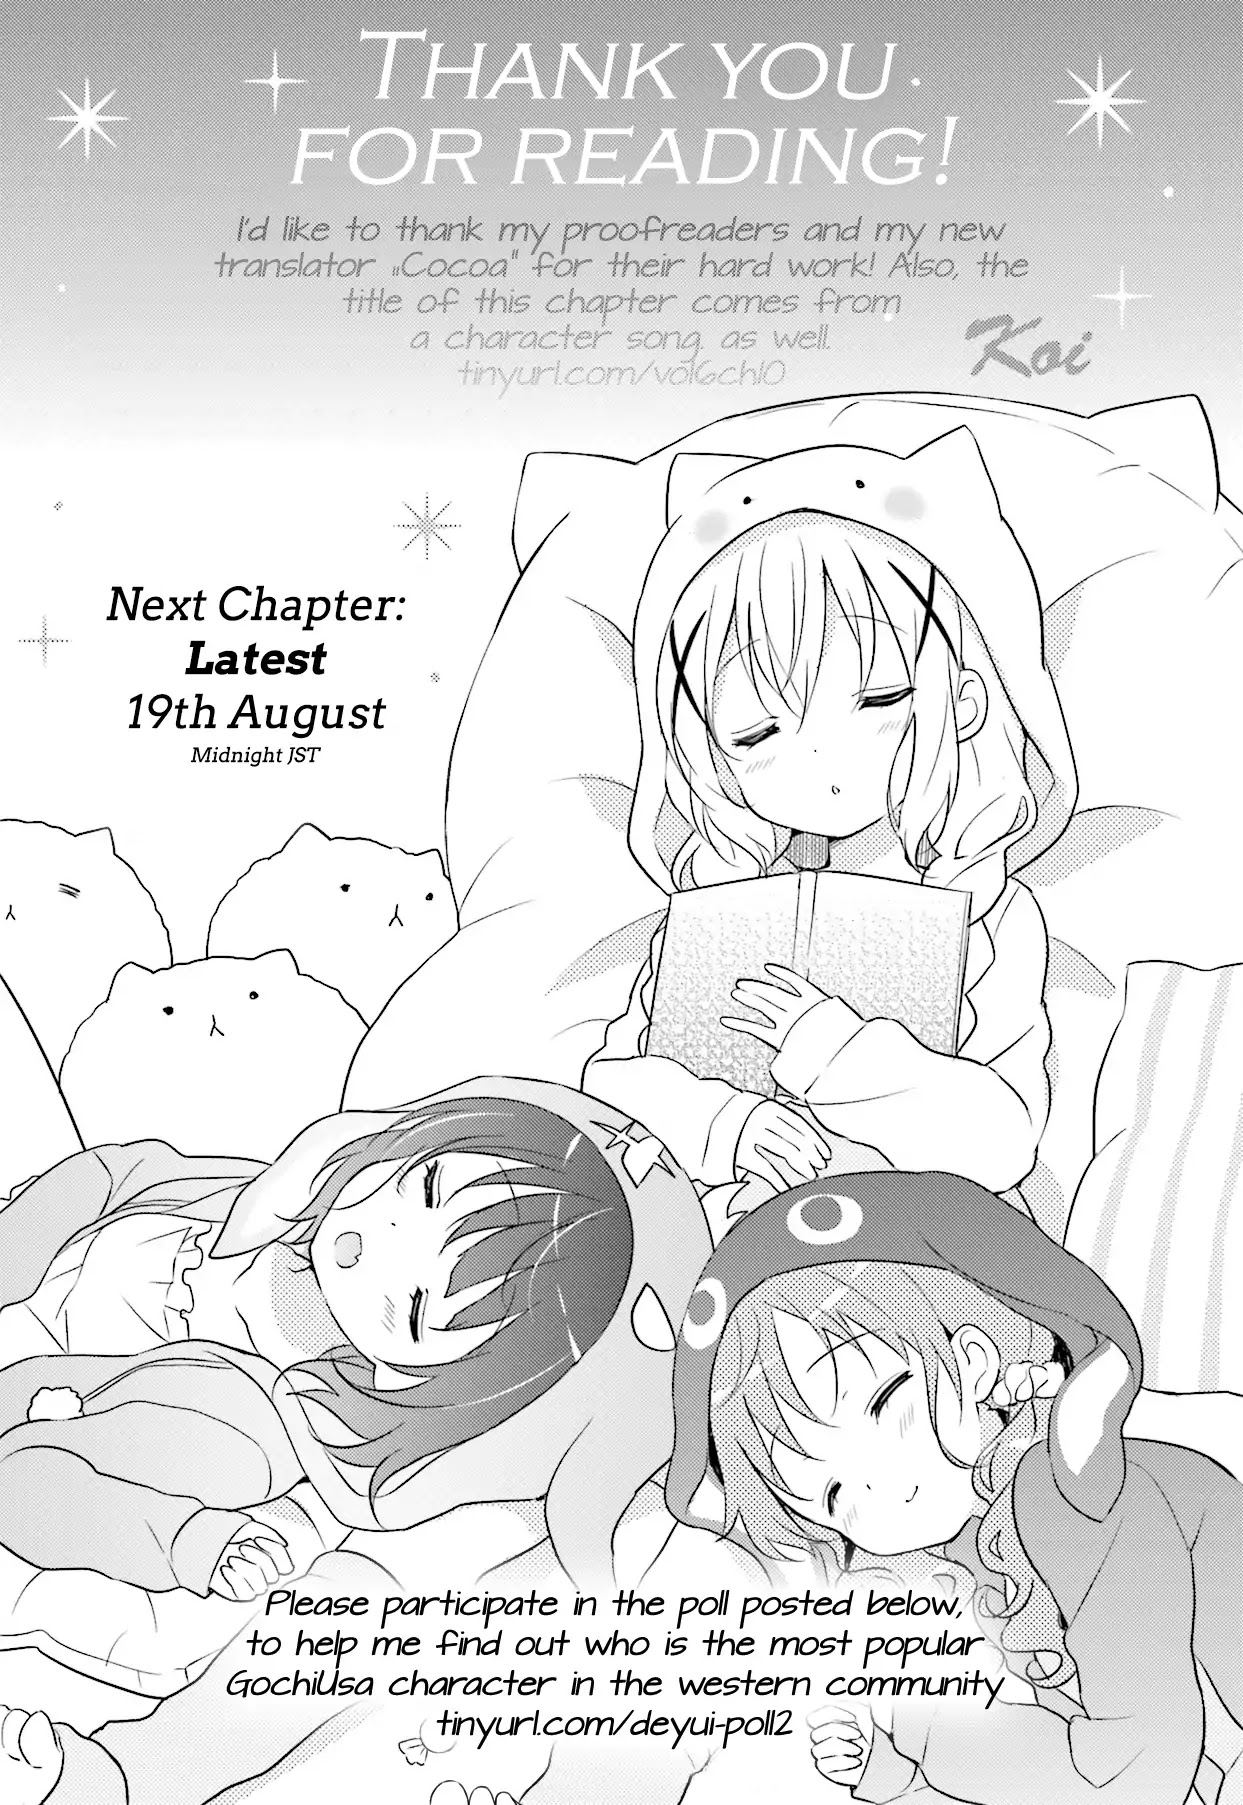 THANK YOU
FOR READING!
I'd like to thank my proofreaders and my new
translator „Cocoa" for their hard work! Also, the
title of this chapter comes from
a character song, as well.
tinyurl.com/vol6ch10
Koi
Next Chapter:
Latest
19th August
Midnight JST
Please participate in the poll posted below,
to help me find out who is the most popular
GochiUsa character in the western community
tinyurl.com/deyui-poll2